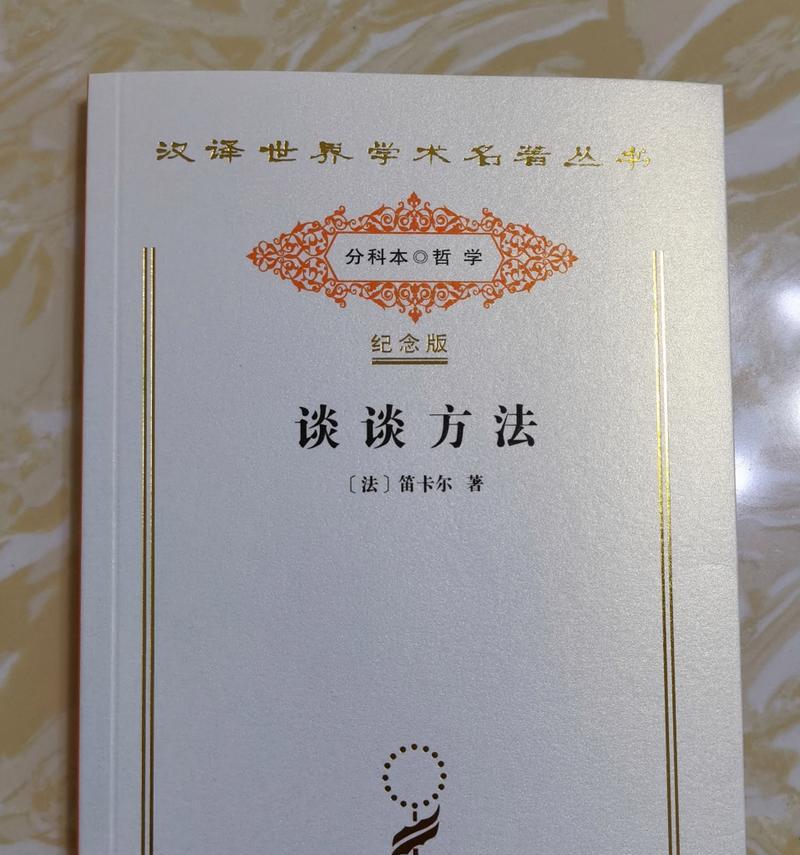 汉译世界学术名著丛书
分科本◎哲 学
纪念版
谈谈方法
〔法〕笛卡尔 著